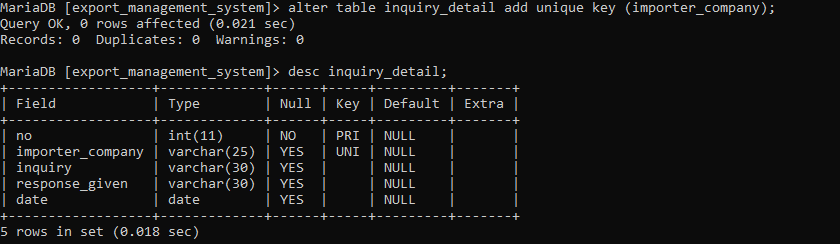 MariaDB [export_management_system]> alter table inquiry_detail add unique key (importer_company);
Query OK, 0 rows affected (0.021 sec)
Records: 0  Duplicates: 0  Warnings: 0

MariaDB [export_management_system]> desc inquiry_detail;
+------------------+-------------+------+-----+---------+-------+
| Field            | Type        | Null | Key | Default | Extra |
+------------------+-------------+------+-----+---------+-------+
| no               | int(11)     | NO   | PRI | NULL    |       |
| importer_company | varchar(25) | YES  | UNI | NULL    |       |
| inquiry          | varchar(30) | YES  |     | NULL    |       |
| response_given   | varchar(30) | YES  |     | NULL    |       |
| date             | date        | YES  |     | NULL    |       |
+------------------+-------------+------+-----+---------+-------+
5 rows in set (0.018 sec)